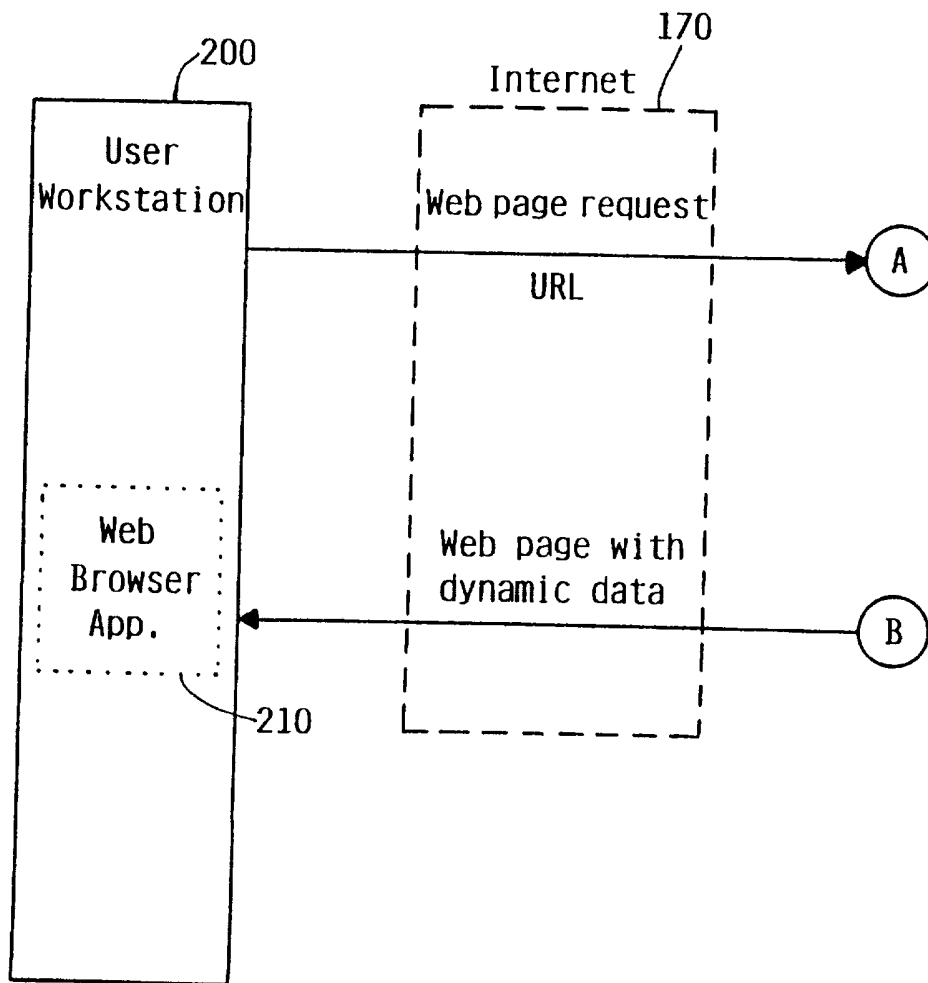 200
170
Internet
User
Workstation
Web page request
A
URL
Web
Browser
App.
Web page with
dynamic data
B
210